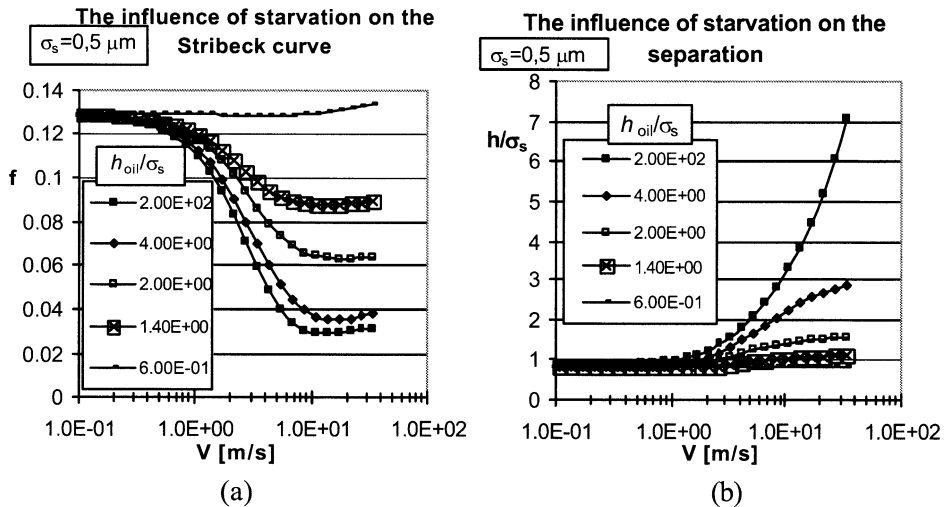 The influence of starvation on the
Stribeck curve
σs=0,5 μm
f
0.14
0.12
0.1
0.08
0.06
0.04
0.02
0
hoil/σs
2.00E+02
4.00E+00
2.00E+00
1.40E+00
6.00E-01
1.0E-01 1.0E+00 1.0E+01 1.0E+02
V [m/s]
(a)
The influence of starvation on the
separation
σs=0,5 μm
h/σs
8
7
6
5
4
3
2
1
0
hoil/σs
2.00E+02
4.00E+00
2.00E+00
1.40E+00
6.00E-01
1.0E-01 1.0E+00 1.0E+01 1.0E+02
V [m/s]
(b)